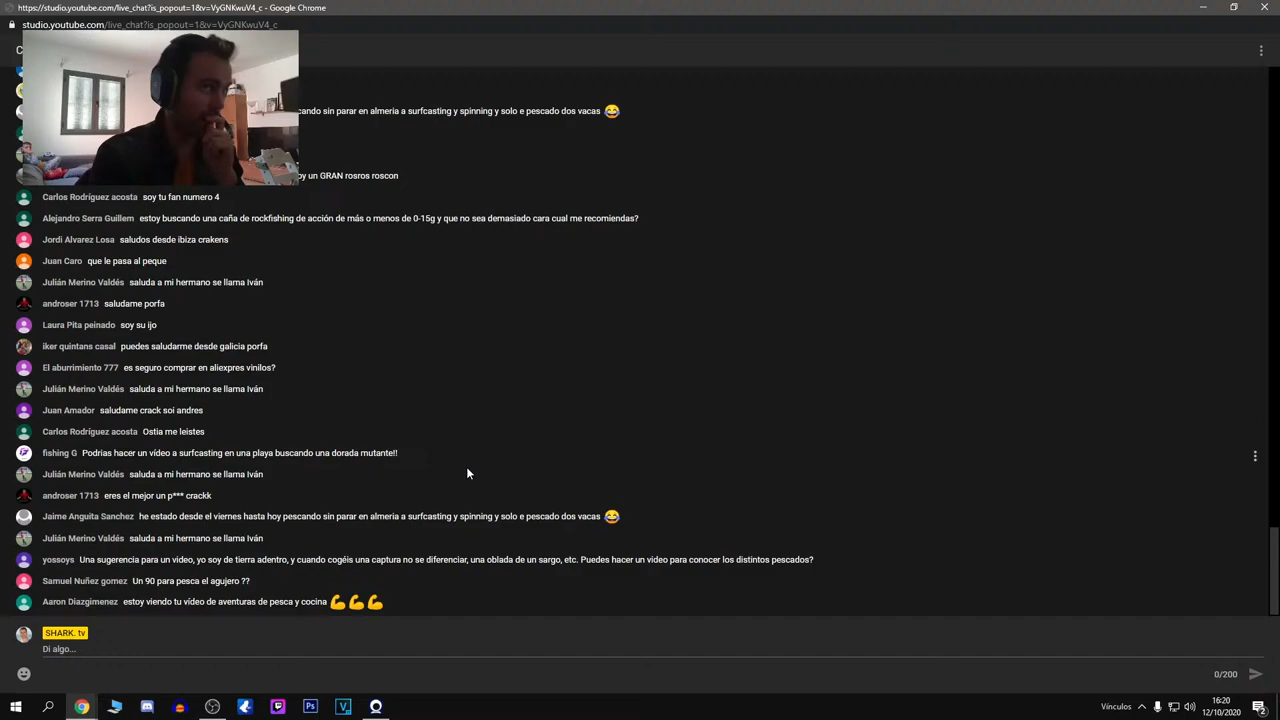 https://studio.youtube.com/live_chat?is_popout=1&v=VyGNKwuV4_c - Google Chrome
studio.youtube.com/live_chat?is_popout=1&v=VyGNKwuV4_c
cando sin parar en almeria a surfcasting y spinning y solo e pescado dos vacas 😂
oy un GRAN rosros roscon
Carlos Rodríguez acosta soy tu fan numero 4
Alejandro Serra Guillem estoy buscando una caña de rockfishing de acción de más o menos de 0-15g y que no sea demasiado cara cual me recomiendas?
Jordi Alvarez Losa saludos desde ibiza crakens
Juan Caro que le pasa al peque
Julián Merino Valdés saluda a mi hermano se llama iván
androser 1713 saludame porfa
Laura Pita peinado soy su ijo
iker quintans casal puedes saludarme desde galicia porfa
El aburrimiento 777 es seguro comprar en aliexpres vinilos?
Julián Merino Valdés saluda a mi hermano se llama iván
Juan Amador saludame crack soi andres
Carlos Rodríguez acosta Ostia me leistes
fishing G Podrias hacer un vídeo a surfcasting en una playa buscando una dorada mutante!!
Julián Merino Valdés saluda a mi hermano se llama iván
androser 1713 eres el mejor un p*** crackk
Jaime Anguita Sanchez he estado desde el viernes hasta hoy pescando sin parar en almeria a surfcasting y spinning y solo e pescado dos vacas 😂
Julián Merino Valdés saluda a mi hermano se llama iván
yossoys Una sugerencia para un video, yo soy de tierra adentro, y cuando cogéis una captura no se diferenciar, una oblada de un sargo, etc. Puedes hacer un video para conocer los distintos pescados?
Samuel Nuñez gomez Un 90 para pesca el agujero ??
Aaron Diazgimenez estoy viendo tu vídeo de aventuras de pesca y cocina 💪💪💪
SHARK. tv
Di algo...
0/200
Vínculos
16:20
12/10/2020
2